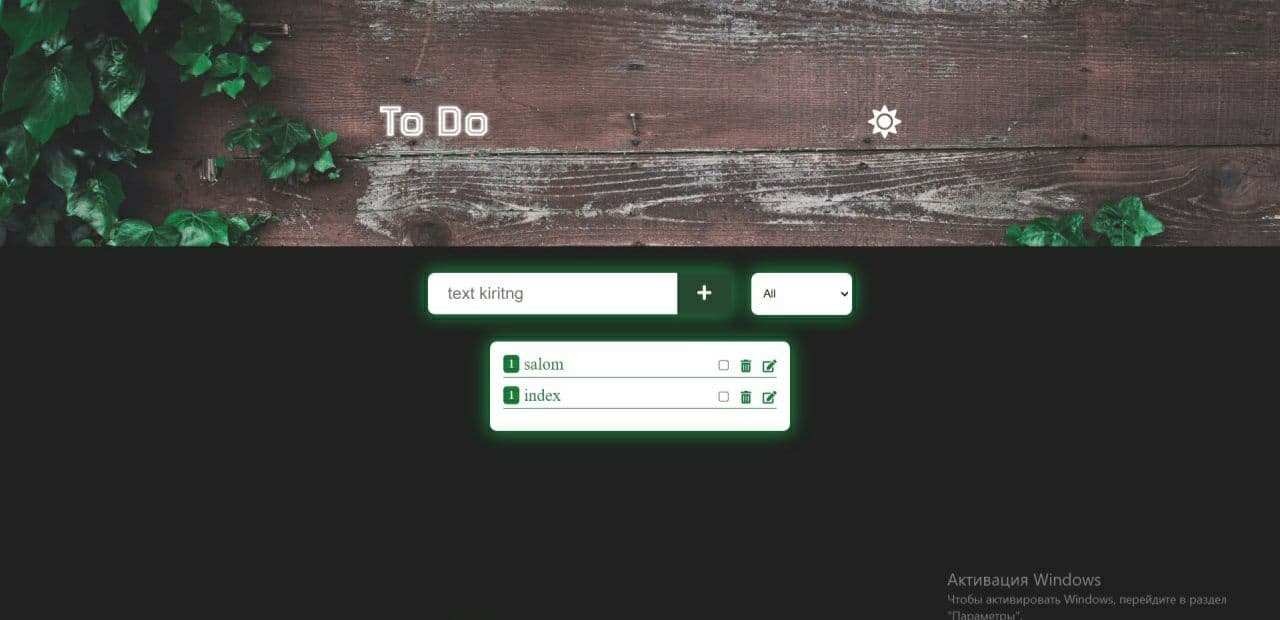 To Do
text kiritng
All
1 salom
1 index
Активация Windows
Чтобы активировать Windows, перейдите в раздел
"Параметры".